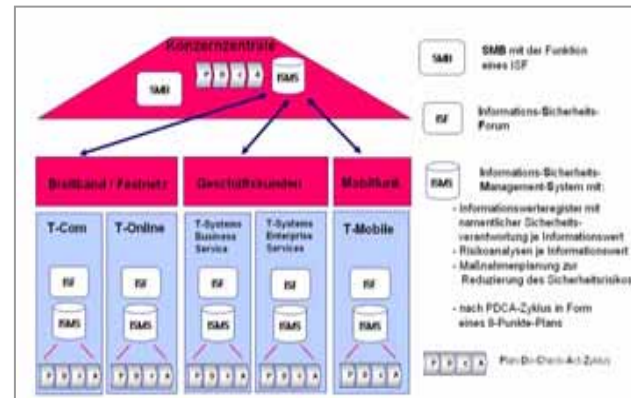 Konzernzentrale
SMB
P D C A
ISMS
Breitband / Festnetz
Geschäftskunden
Mobilfunk
T-Com
T-Online
T-Systems
Business
Service
T-Systems
Enterprise
Services
T-Mobile
ISF
ISF
ISF
ISF
ISF
ISMS
ISMS
ISMS
ISMS
ISMS
P D C A
P D C A
P D C A
P D C A
P D C A
SMB
SMB mit der Funktion
eines ISF
ISF
Informations-Sicherheits-
Forum
ISMS
Informations-Sicherheits-
Management-System mit:
- Informationswerteregister mit
namentlicher Sicherheits-
verantwortung je Informationswert
- Risikoanalysen je Informationswert
- Maßnahmenplanung zur
Reduzierung des Sicherheitsrisikos
- nach PDCA-Zyklus in Form
eines 8-Punkte-Plans
P D C A
Plan-Do-Check-Act-Zyklus